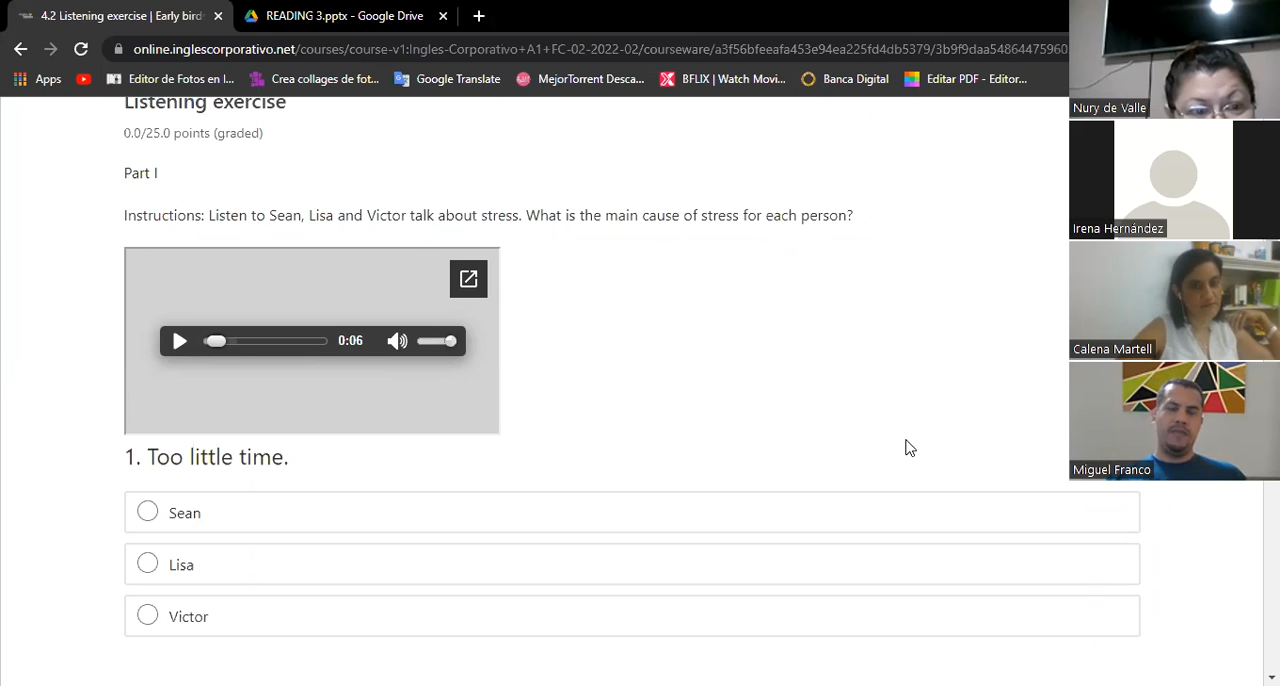 4.2 Listening exercise | Early bird
READING 3.pptx - Google Drive
online.inglescorporativo.net/courses/course-v1:Ingles-Corporativo+A1+FC-02-2022-02/courseware/a3f56bfeeafa453e94ea225fd4db5379/3b9f9daa54864475960
Apps
Editor de Fotos en l...
Crea collages de fot...
Google Translate
MejorTorrent Desca...
BFLIX | Watch Movi...
Banca Digital
Editar PDF - Editor...
Listening exercise
0.0/25.0 points (graded)
Part I
Instructions: Listen to Sean, Lisa and Victor talk about stress. What is the main cause of stress for each person?
0:06
1. Too little time.
Sean
Lisa
Victor
Nury de Valle
Irena Hernández
Calena Martell
Miguel Franco